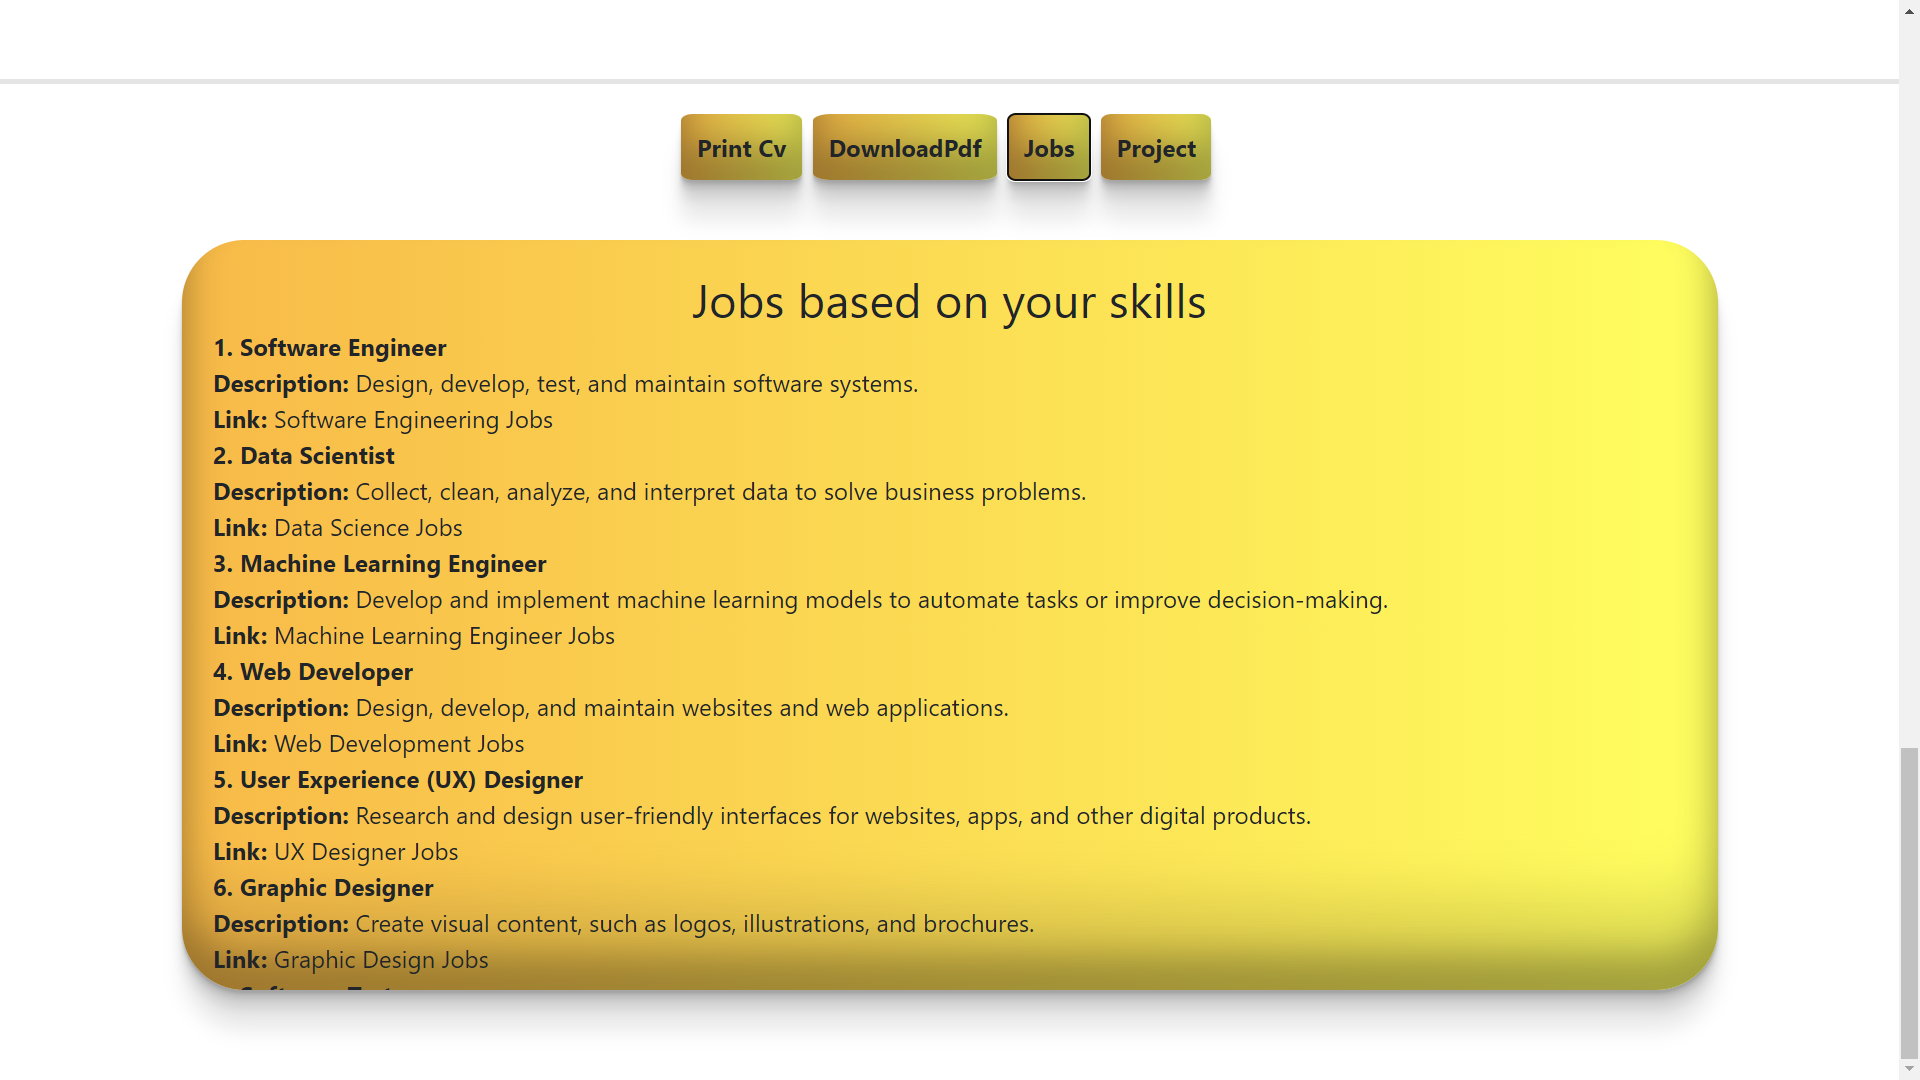 Print Cv DownloadPdf Jobs Project
Jobs based on your skills
1. Software Engineer
Description: Design, develop, test, and maintain software systems.
Link: Software Engineering Jobs
2. Data Scientist
Description: Collect, clean, analyze, and interpret data to solve business problems.
Link: Data Science Jobs
3. Machine Learning Engineer
Description: Develop and implement machine learning models to automate tasks or improve decision-making.
Link: Machine Learning Engineer Jobs
4. Web Developer
Description: Design, develop, and maintain websites and web applications.
Link: Web Development Jobs
5. User Experience (UX) Designer
Description: Research and design user-friendly interfaces for websites, apps, and other digital products.
Link: UX Designer Jobs
6. Graphic Designer
Description: Create visual content, such as logos, illustrations, and brochures.
Link: Graphic Design Jobs